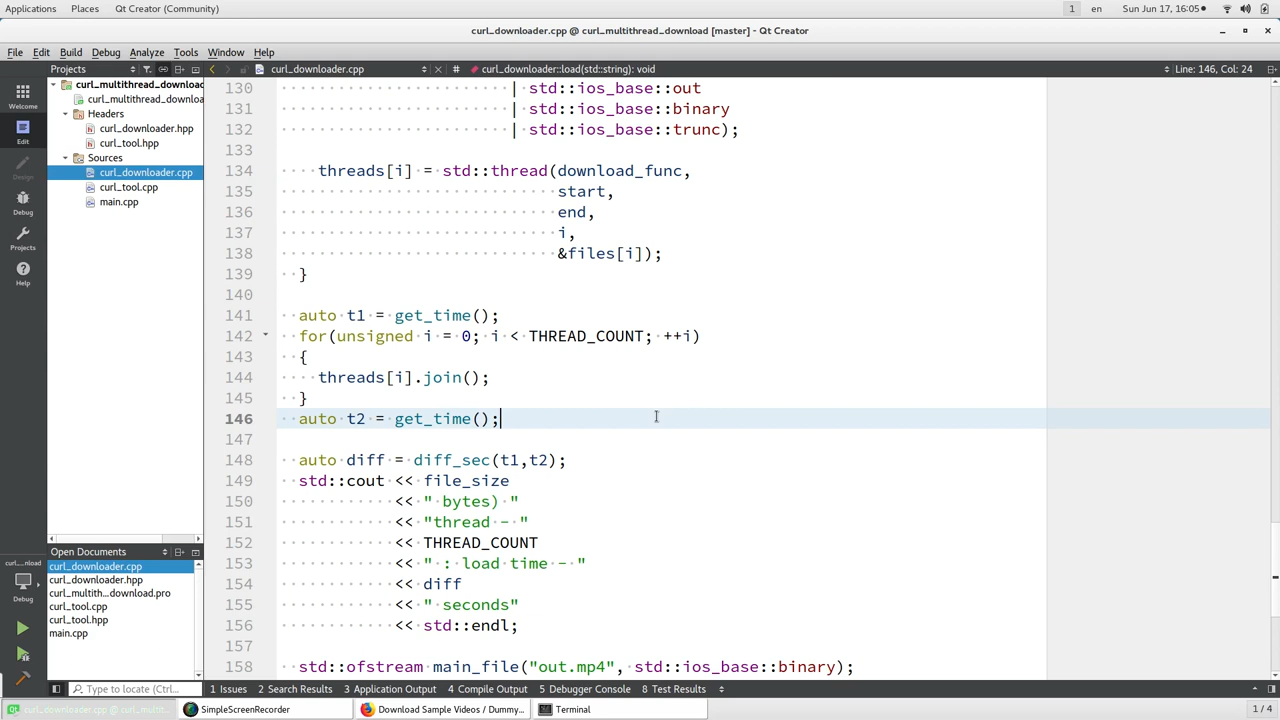 Applications Places Qt Creator (Community) 1 en Sun Jun 17, 16:05
curl_downloader.cpp @ curl_multithread_download [master] - Qt Creator
File Edit Build Debug Analyze Tools Window Help
Projects curl_downloader.cpp # curl_downloader::load(std::string): void Line: 146, Col: 24
Welcome
Edit
Design
Debug
Projects
Help
curl_multithread_download
curl_multithread_downloa
Headers
curl_downloader.hpp
curl_tool.hpp
Sources
curl_downloader.cpp
curl_tool.cpp
main.cpp
130 | std::ios_base::out
131 | std::ios_base::binary
132 | std::ios_base::trunc);
133
134 threads[i] = std::thread(download_func,
135 start,
136 end,
137 i,
138 &files[i]);
139 }
140
141 auto t1 = get_time();
142 for(unsigned i = 0; i < THREAD_COUNT; ++i)
143 {
144 threads[i].join();
145 }
146 auto t2 = get_time();
147
148 auto diff = diff_sec(t1,t2);
149 std::cout << file_size
150 << " bytes) "
151 << "thread - "
152 << THREAD_COUNT
153 << " : load time - "
154 << diff
155 << " seconds"
156 << std::endl;
157
158 std::ofstream main_file("out.mp4", std::ios_base::binary);
Open Documents
curl_downloader.cpp
curl_downloader.hpp
curl_multith...download.pro
curl_tool.cpp
curl_tool.hpp
main.cpp
curl_...nload
Debug
Type to locate (Ctrl... 1 Issues 2 Search Results 3 Application Output 4 Compile Output 5 Debugger Console 8 Test Results
curl_downloader.cpp @ curl_multit... SimpleScreenRecorder Download Sample Videos / Dummy... Terminal 1 / 4